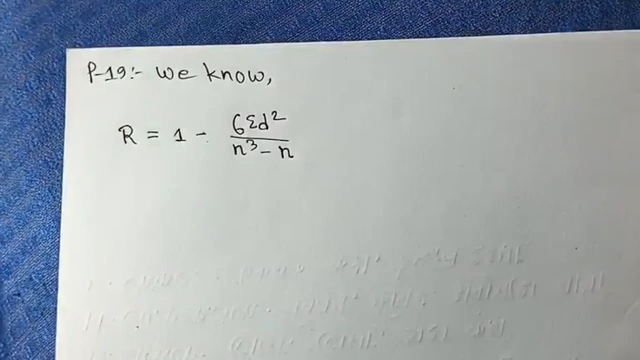 P-19:- We know,
R = 1 - 6Σd²/n³-n